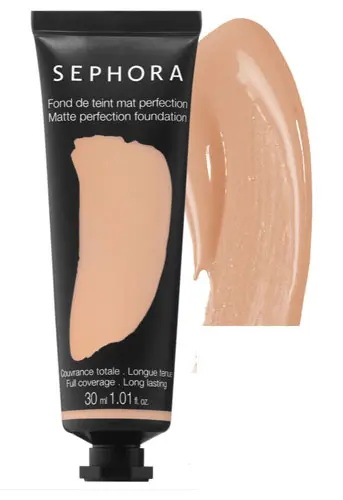 SEPHORA
Fond de teint mat perfection
Matte perfection foundation
Couvrance totale . Longue tenue
Full coverage . Long lasting
30 ml 1.01 fl. oz.